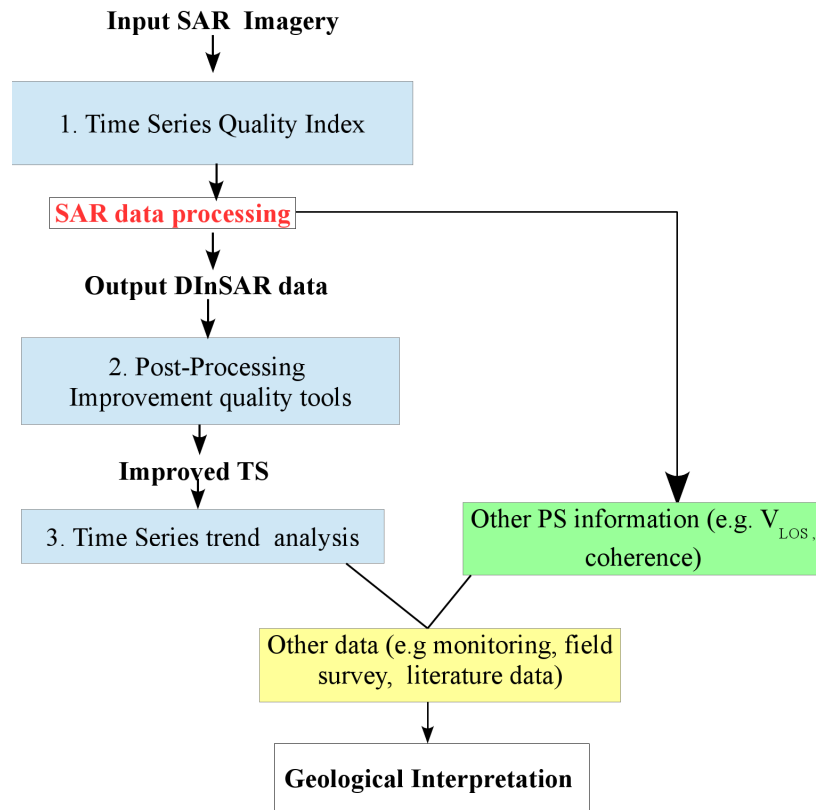 Input SAR Imagery
1. Time Series Quality Index
SAR data processing
Output DInSAR data
2. Post-Processing
Improvement quality tools
Improved TS
3. Time Series trend analysis
Other PS information (e.g. V_LOS,
coherence)
Other data (e.g monitoring, field
survey, literature data)
Geological Interpretation